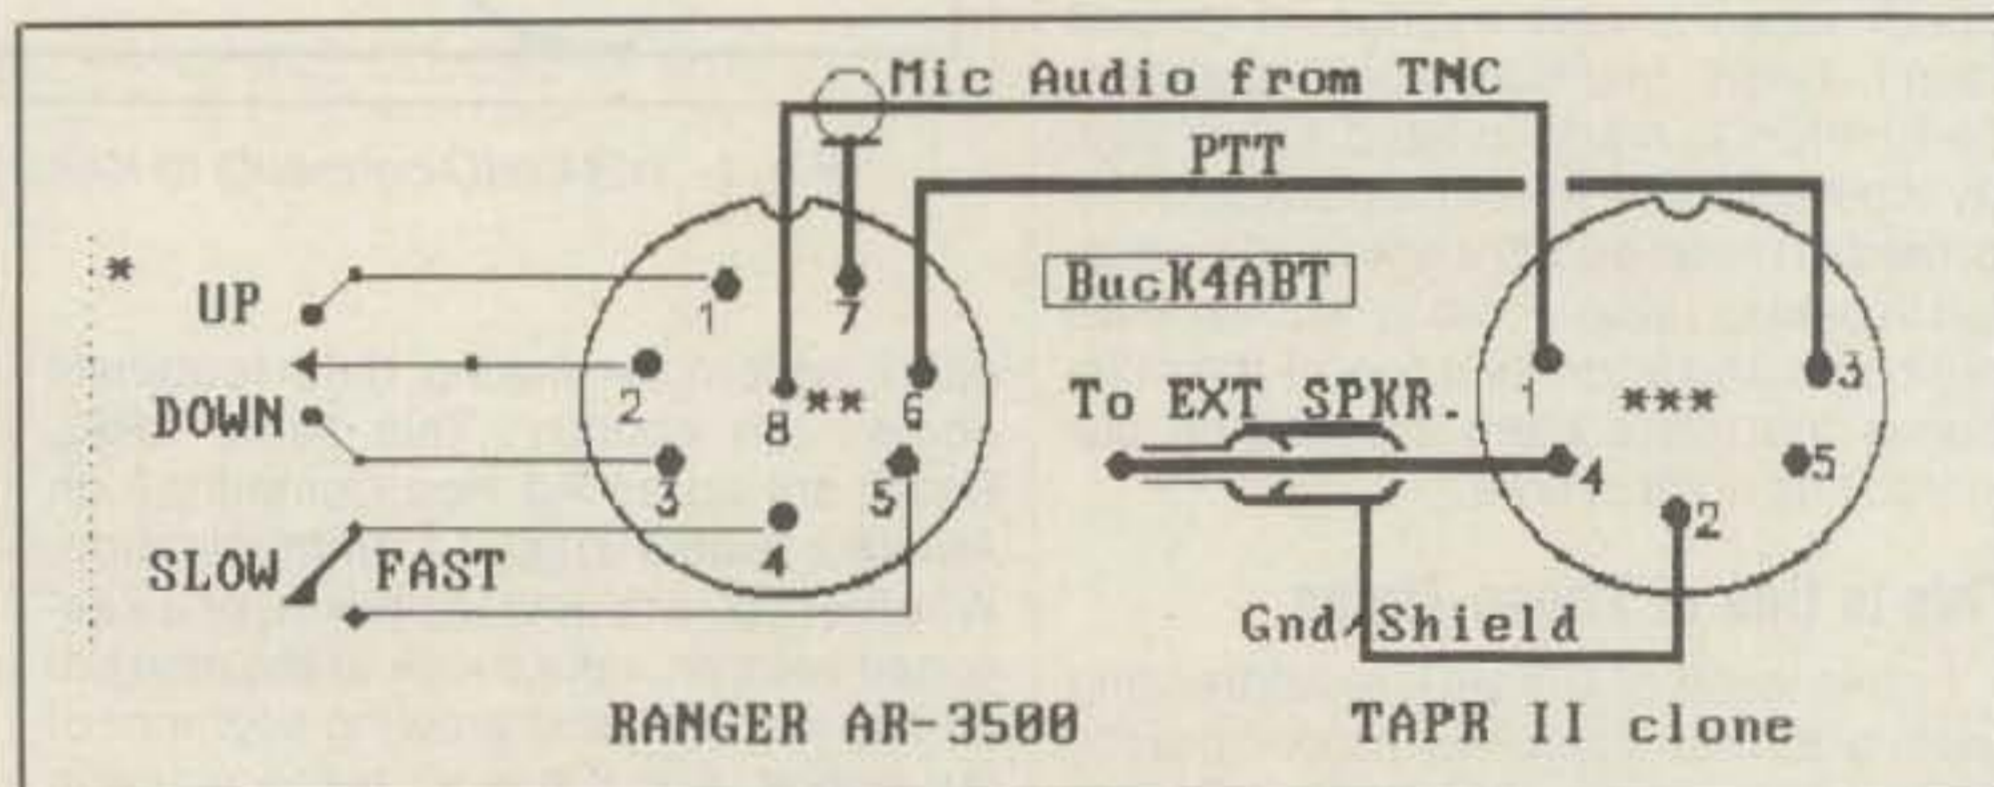 Mic Audio from TNC
PTT
*
UP
1
7
BucK4ABT
2
DOWN
8
**
6
To EXT SPKR.
1
***
3
3
5
4
5
4
2
SLOW
FAST
Gnd/Shield
RANGER AR-3500
TAPR II clone